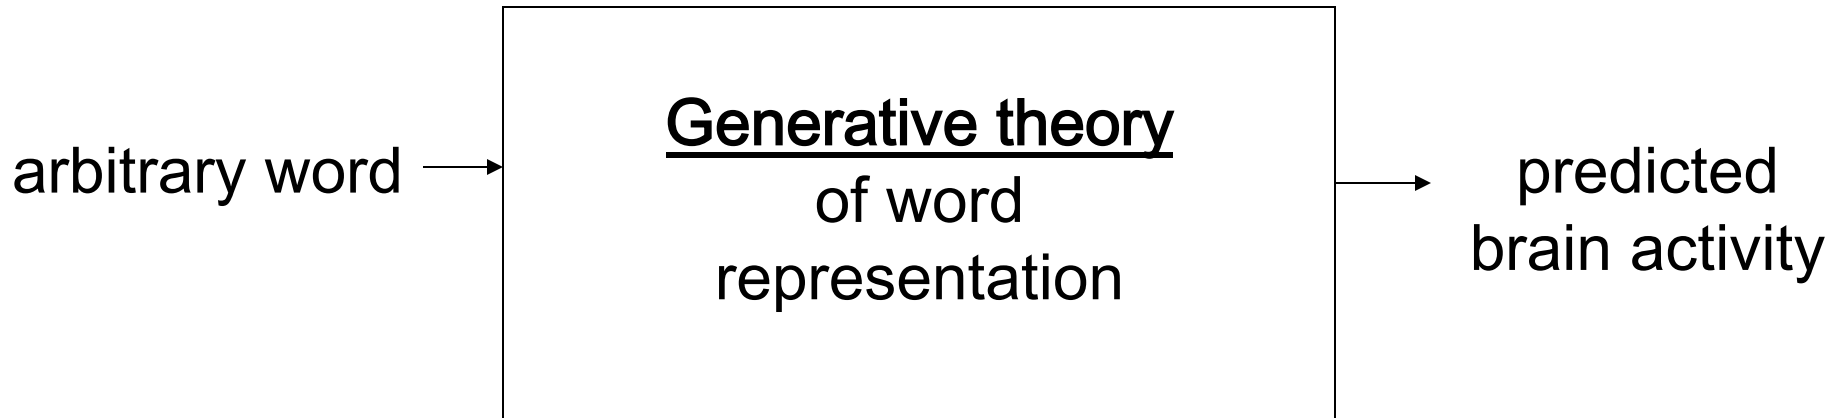 arbitrary word
Generative theory
of word
representation
predicted
brain activity